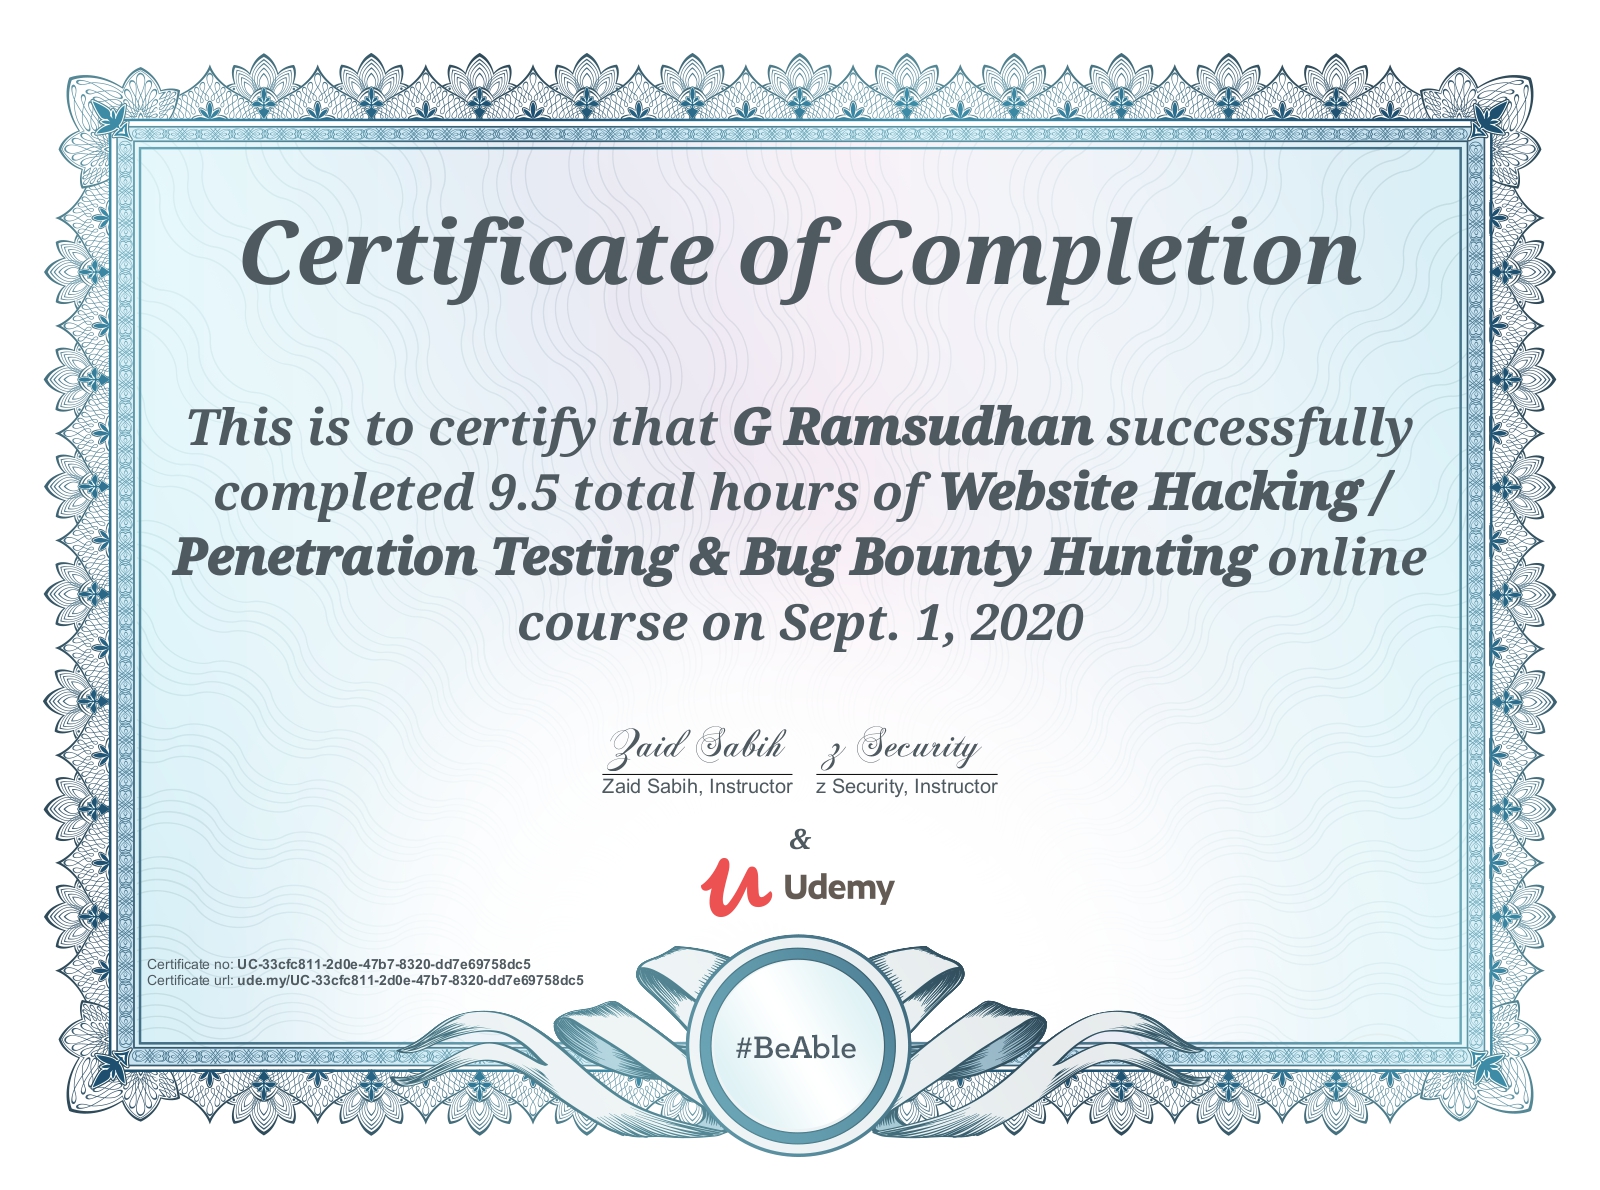 Certificate of Completion
This is to certify that G Ramsudhan successfully
completed 9.5 total hours of Website Hacking /
Penetration Testing & Bug Bounty Hunting online
course on Sept. 1, 2020
Zaid Sabih z Security
Zaid Sabih, Instructor z Security, Instructor
&
Udemy
Certificate no: UC-33cfc811-2d0e-47b7-8320-dd7e69758dc5
Certificate url: ude.my/UC-33cfc811-2d0e-47b7-8320-dd7e69758dc5
#BeAble